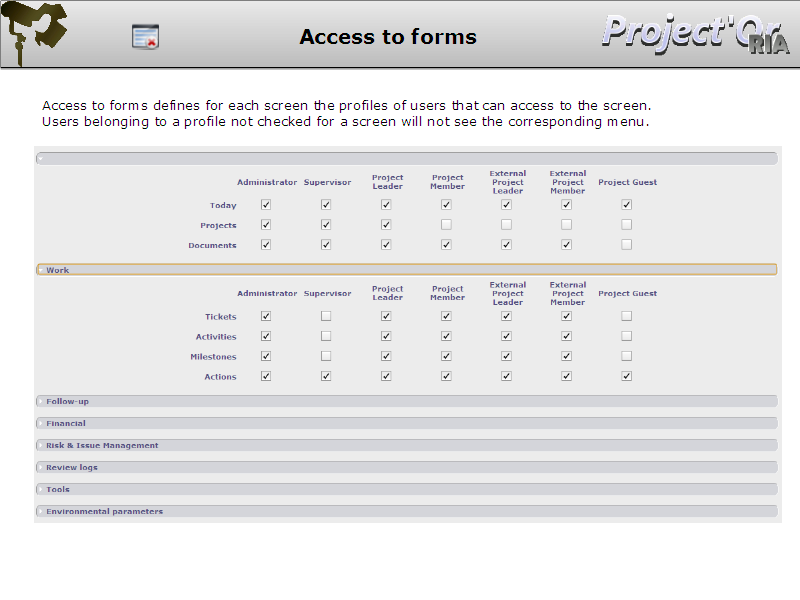 Access to forms
Project'Or
RIA
Access to forms defines for each screen the profiles of users that can access to the screen.
Users belonging to a profile not checked for a screen will not see the corresponding menu.
Administrator Supervisor Project Leader Project Member External Project Leader External Project Member Project Guest
Today
Projects
Documents
Work
Administrator Supervisor Project Leader Project Member External Project Leader External Project Member Project Guest
Tickets
Activities
Milestones
Actions
Follow-up
Financial
Risk & Issue Management
Review logs
Tools
Environmental parameters